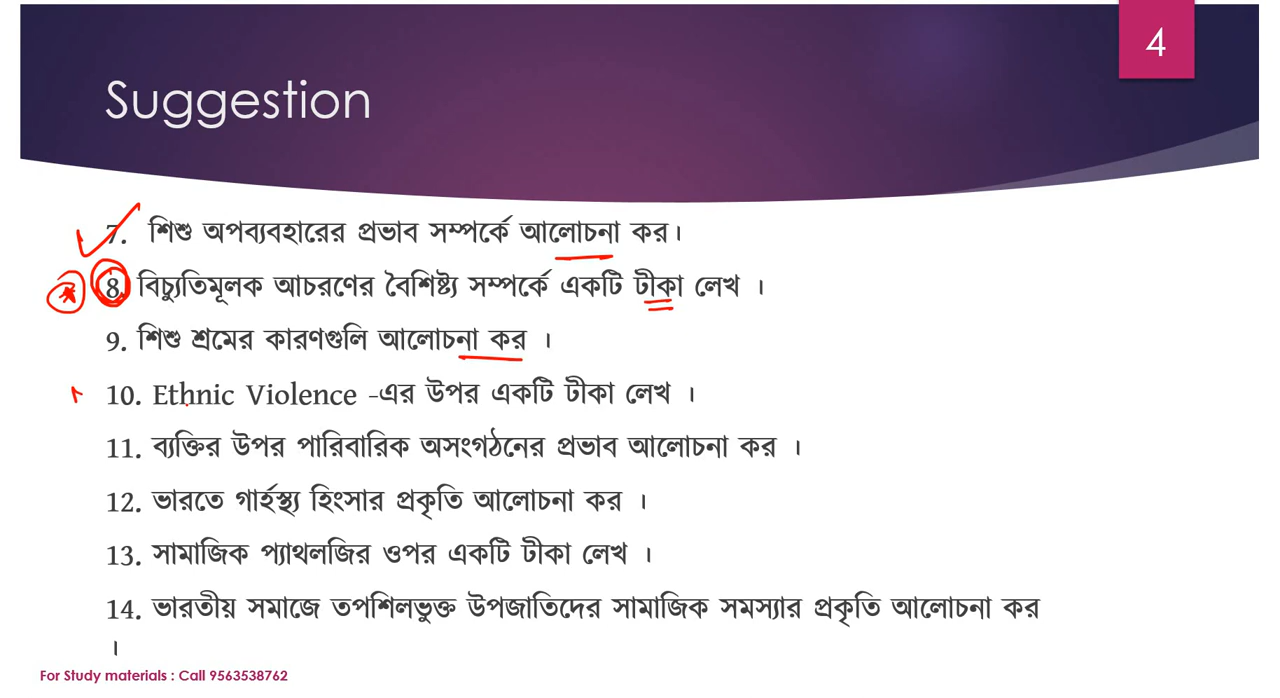 4
Suggestion
7. শিশু অপব্যবহারের প্রভাব সম্পর্কে আলোচনা কর।
8. বিচ্যুতিমূলক আচরণের বৈশিষ্ট্য সম্পর্কে একটি টীকা লেখ ।
9. শিশু শ্রমের কারণগুলি আলোচনা কর ।
10. Ethnic Violence -এর উপর একটি টীকা লেখ ।
11. ব্যক্তির উপর পারিবারিক অসংগঠনের প্রভাব আলোচনা কর ।
12. ভারতে গার্হস্থ্য হিংসার প্রকৃতি আলোচনা কর ।
13. সামাজিক প্যাথলজির ওপর একটি টীকা লেখ ।
14. ভারতীয় সমাজে তপশিলভুক্ত উপজাতিদের সামাজিক সমস্যার প্রকৃতি আলোচনা কর
।
For Study materials : Call 9563538762